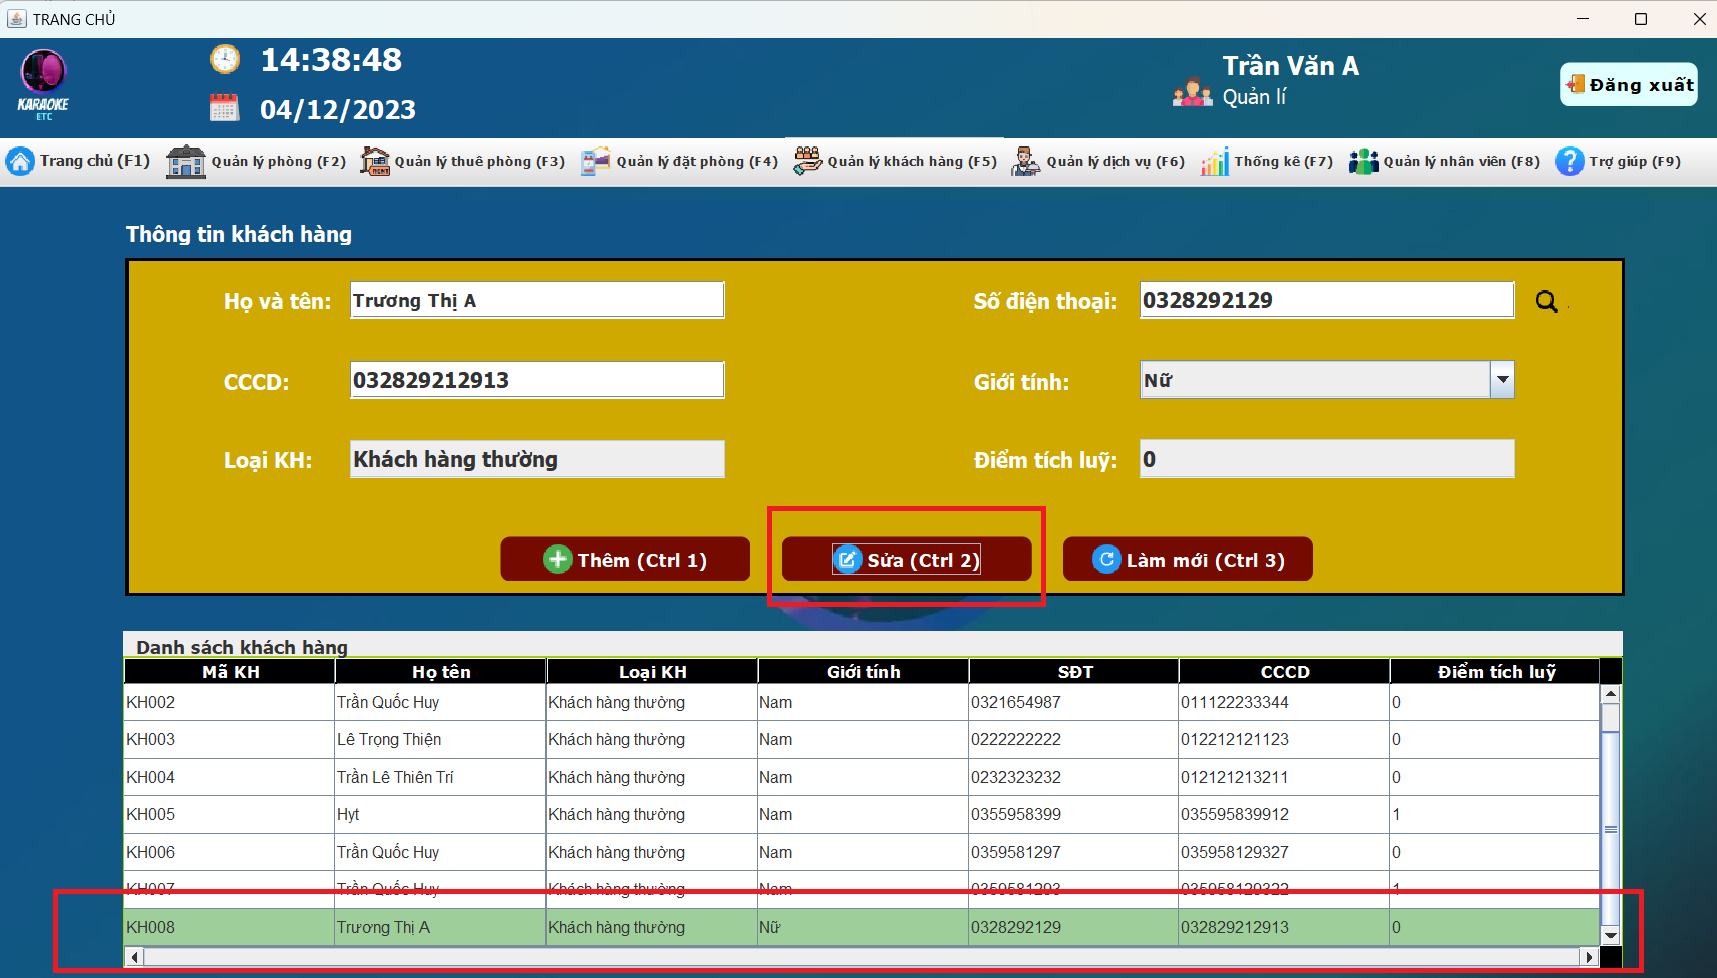 TRANG CHỦ
KARAOKE
ETC
14:38:48
04/12/2023
Trần Văn A
Quản lí
Đăng xuất
Trang chủ (F1) Quản lý phòng (F2) Quản lý thuê phòng (F3) Quản lý đặt phòng (F4) Quản lý khách hàng (F5) Quản lý dịch vụ (F6) Thống kê (F7) Quản lý nhân viên (F8) Trợ giúp (F9)
Thông tin khách hàng
Họ và tên: Trương Thị A Số điện thoại: 0328292129
CCCD: 032829212913 Giới tính: Nữ
Loại KH: Khách hàng thường Điểm tích luỹ: 0
Thêm (Ctrl 1) Sửa (Ctrl 2) Làm mới (Ctrl 3)
Danh sách khách hàng
Mã KH Họ tên Loại KH Giới tính SĐT CCCD Điểm tích luỹ
KH002 Trần Quốc Huy Khách hàng thường Nam 0321654987 011122233344 0
KH003 Lê Trọng Thiện Khách hàng thường Nam 0222222222 012212121123 0
KH004 Trần Lê Thiên Trí Khách hàng thường Nam 0232323232 012121213211 0
KH005 Hyt Khách hàng thường Nam 0355958399 035595839912 1
KH006 Trần Quốc Huy Khách hàng thường Nam 0359581297 035958129327 0
KH007 Trần Quốc Huy Khách hàng thường Nam 0359581293 035958129322 1
KH008 Trương Thị A Khách hàng thường Nữ 0328292129 032829212913 0